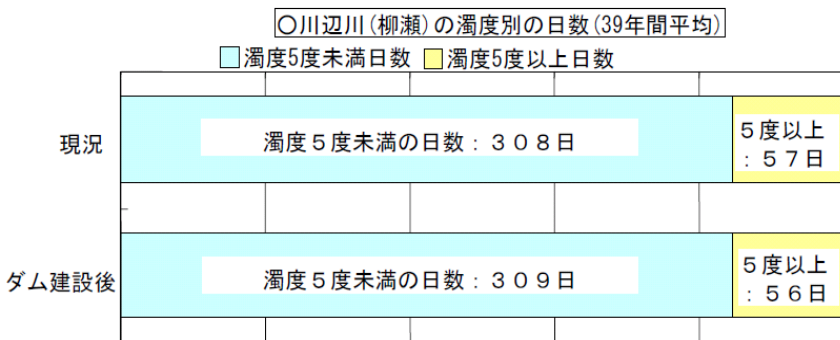 ○川辺川(柳瀬)の濁度別の日数(39年間平均)
濁度5度未満日数 濁度5度以上日数
現況
濁度５度未満の日数：３０８日
５度以上
：５７日
ダム建設後
濁度５度未満の日数：３０９日
５度以上
：５６日